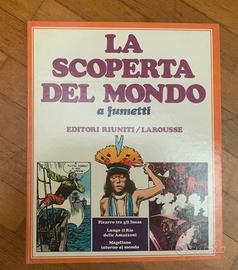 LA
SCOPERTA
DEL MONDO
a fumetti
EDITORI RIUNITI/LAROUSSE
V
Pizarro tra gli Incas
Lungo il Rio
delle Amazzoni
Magellano
intorno al mondo